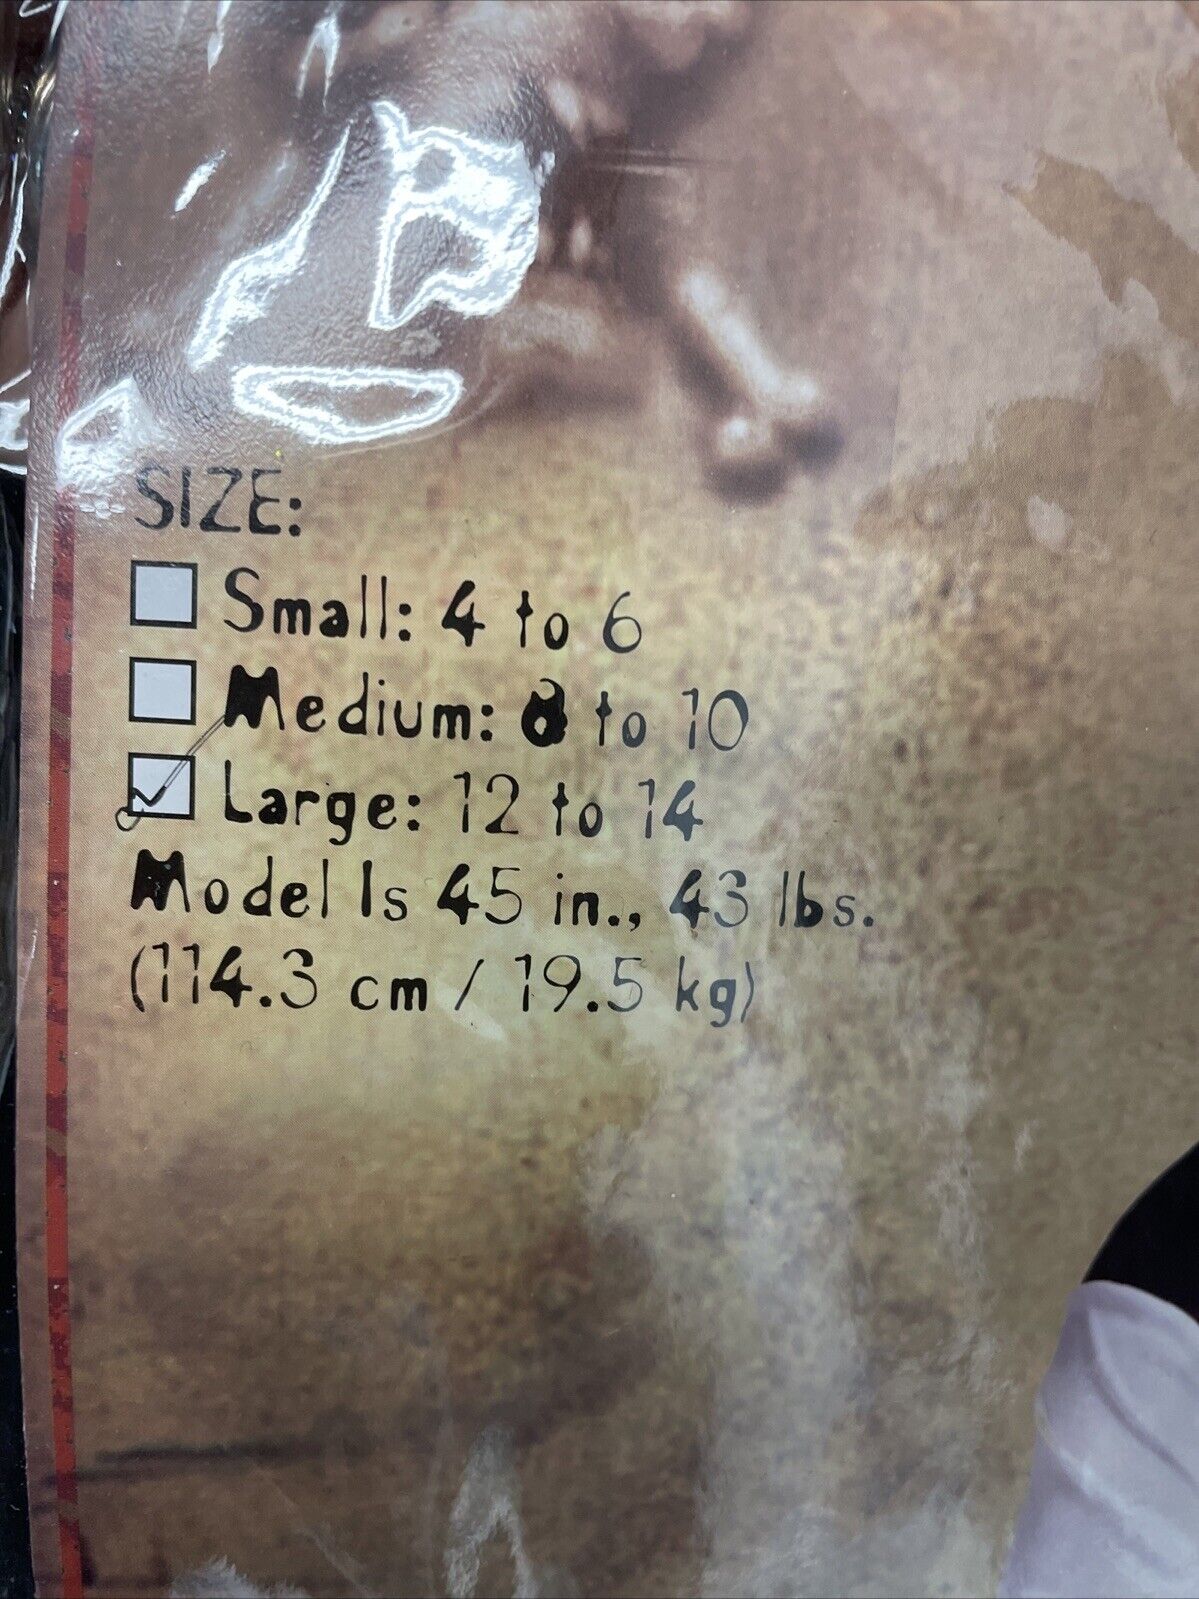 SIZE:
Small: 4 to 6
Medium: 8 to 10
Large: 12 to 14
Model Is 45 in., 43 lbs.
(114.3 cm / 19.5 kg)